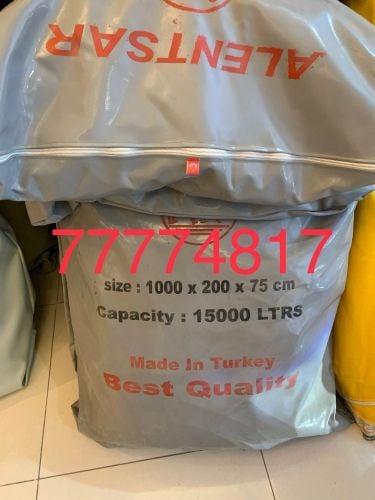 ALENTSAR
77774817
size : 1000 x 200 x 75 cm
Capacity : 15000 LTRS
Made In Turkey
Best Quality